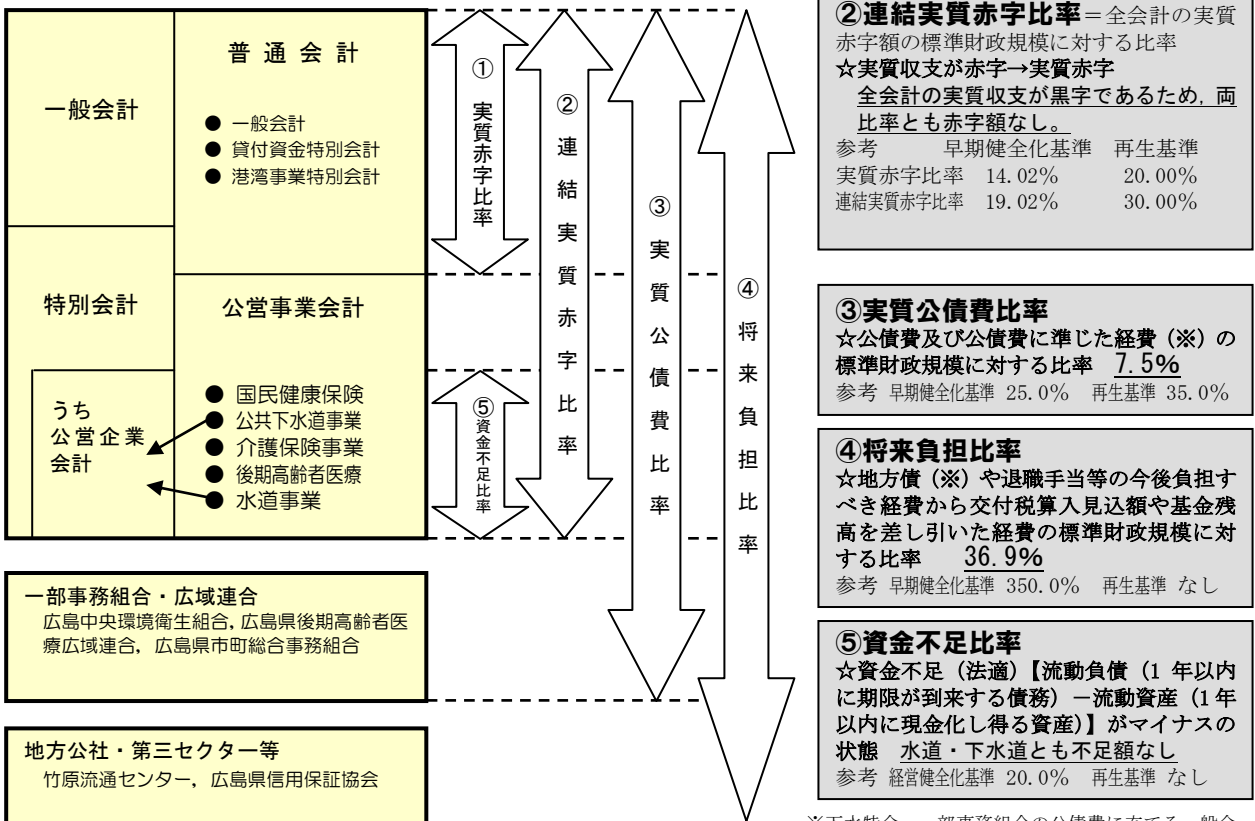 一般会計
普 通 会 計
● 一般会計
● 貸付資金特別会計
● 港湾事業特別会計
特別会計
公営事業会計
うち
公営企業
会計
● 国民健康保険
● 公共下水道事業
● 介護保険事業
● 後期高齢者医療
● 水道事業
① 実質赤字比率
② 連結実質赤字比率
③ 実質公債費比率
④ 将来負担比率
⑤ 資金不足比率
一部事務組合・広域連合
広島中央環境衛生組合，広島県後期高齢者医
療広域連合，広島県市町総合事務組合
地方公社・第三セクター等
竹原流通センター，広島県信用保証協会
②連結実質赤字比率＝全会計の実質
赤字額の標準財政規模に対する比率
☆実質収支が赤字→実質赤字
全会計の実質収支が黒字であるため，両
比率とも赤字額なし。
参考 早期健全化基準 再生基準
実質赤字比率 14.02% 20.00%
連結実質赤字比率 19.02% 30.00%
③実質公債費比率
☆公債費及び公債費に準じた経費（※）の
標準財政規模に対する比率 7.5%
参考 早期健全化基準 25.0% 再生基準 35.0%
④将来負担比率
☆地方債（※）や退職手当等の今後負担す
べき経費から交付税算入見込額や基金残
高を差し引いた経費の標準財政規模に対
する比率 36.9%
参考 早期健全化基準 350.0% 再生基準 なし
⑤資金不足比率
☆資金不足（法適）【流動負債（1 年以内
に期限が到来する債務）－流動資産（1 年
以内に現金化し得る資産）】がマイナスの
状態 水道・下水道とも不足額なし
参考 経営健全化基準 20.0% 再生基準 なし